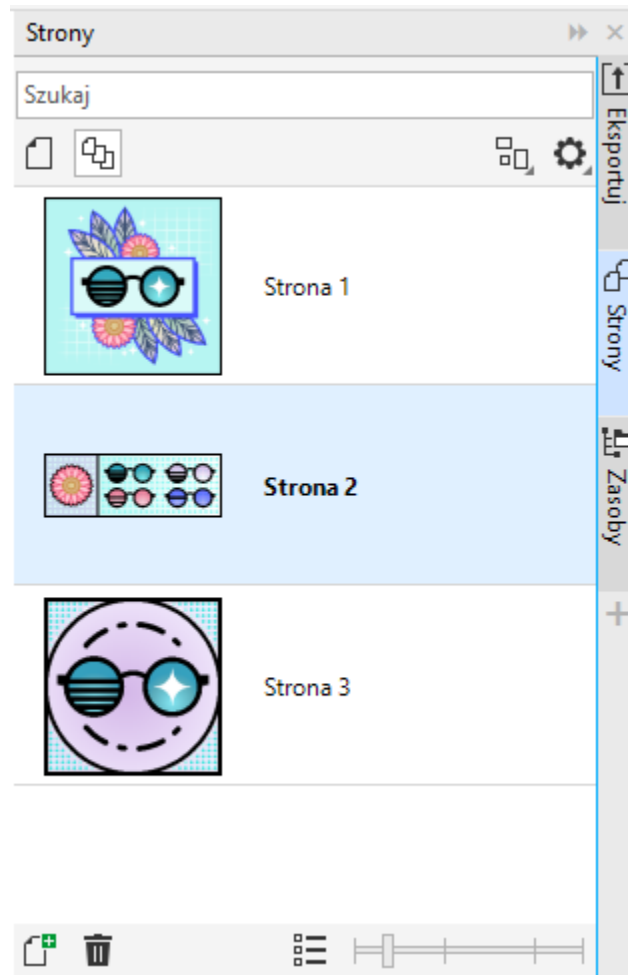 Strony
Szukaj
Strona 1
Strona 2
Strona 3
Eksportuj
Strony
Zasoby